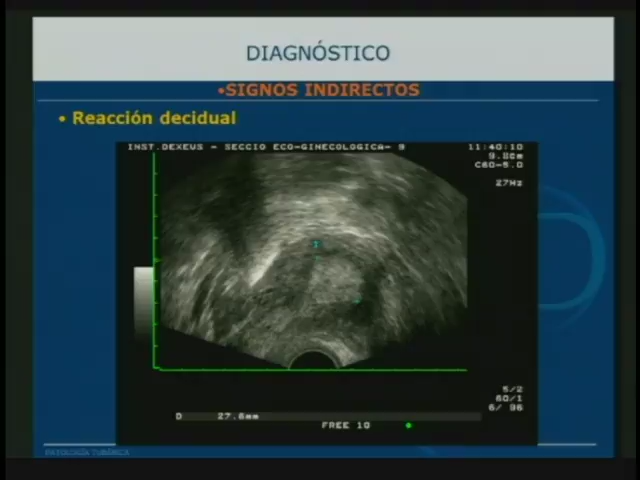 DIAGNÓSTICO
•SIGNOS INDIRECTOS
• Reacción decidual
INST.DEXEUS - SECCIO ECO-GINECOLOGICA- 9
11:40:10
9.8cm
C60-5.0
27Hz
5/2
60/1
6/ 96
D 27.6mm
FREE 10
PATOLOGÍA TUBÁRICA